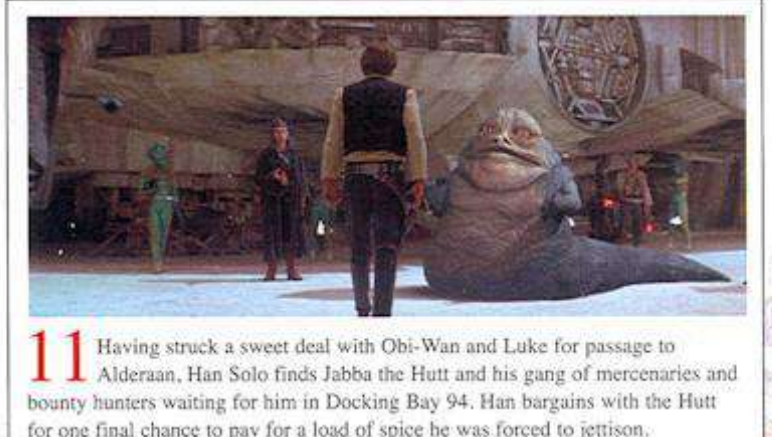 11 Having struck a sweet deal with Obi-Wan and Luke for passage to
Alderaan, Han Solo finds Jabba the Hutt and his gang of mercenaries and
bounty hunters waiting for him in Docking Bay 94. Han bargains with the Hutt
for one final chance to pay for a load of spice he was forced to jettison.